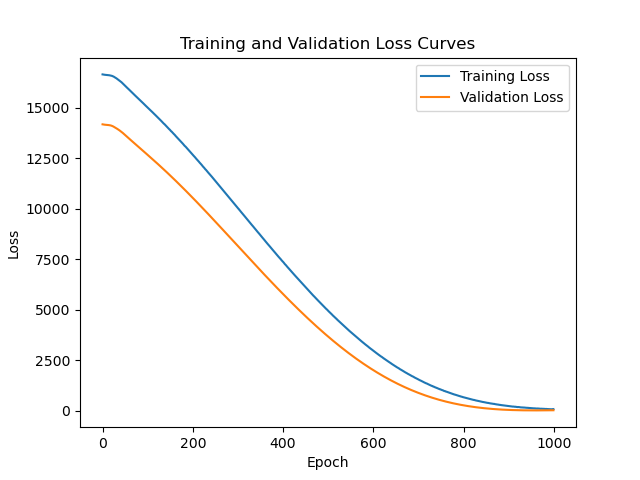 Training and Validation Loss Curves
Training Loss
Validation Loss
Loss
15000
12500
10000
7500
5000
2500
0
0 200 400 600 800 1000
Epoch